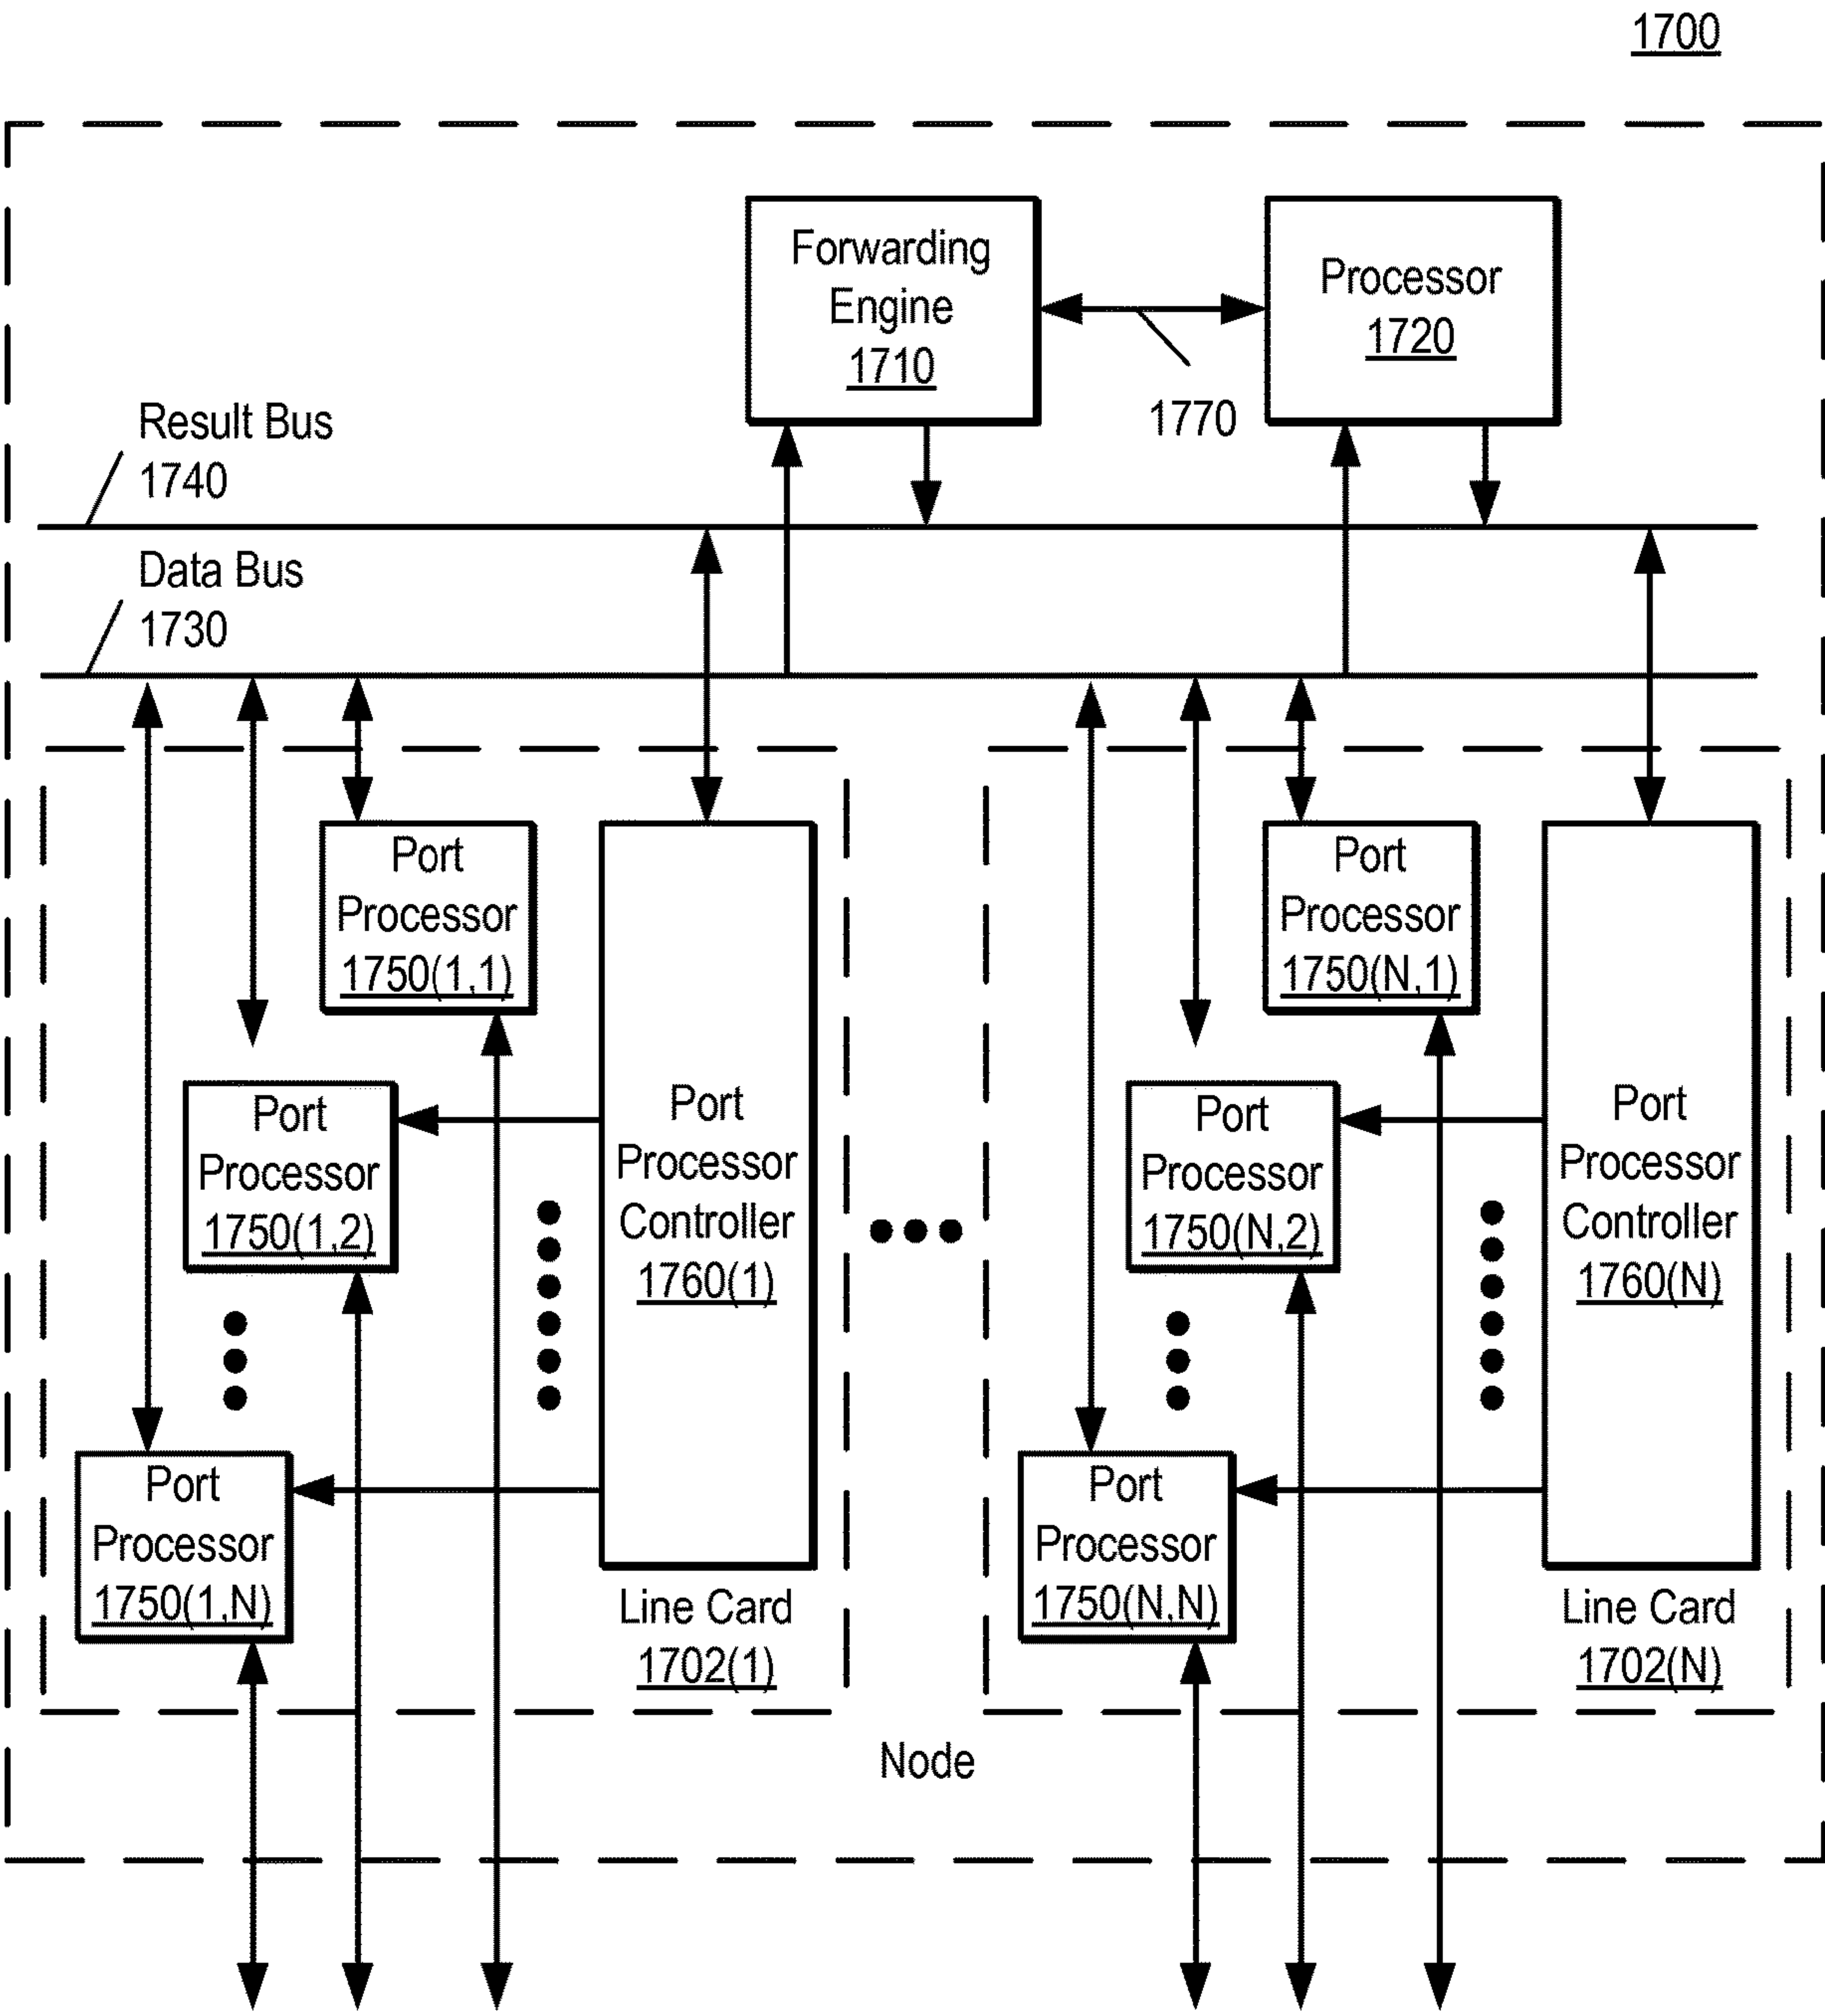 1700
Forwarding
Engine
1710
Processor
1720
1770
Result Bus
1740
Data Bus
1730
Port
Processor
1750(1,1)
Port
Processor
1750(1,2)
Port
Processor
1750(1,N)
Port
Processor
Controller
1760(1)
Line Card
1702(1)
Port
Processor
1750(N,1)
Port
Processor
1750(N,2)
Port
Processor
1750(N,N)
Port
Processor
Controller
1760(N)
Line Card
1702(N)
Node